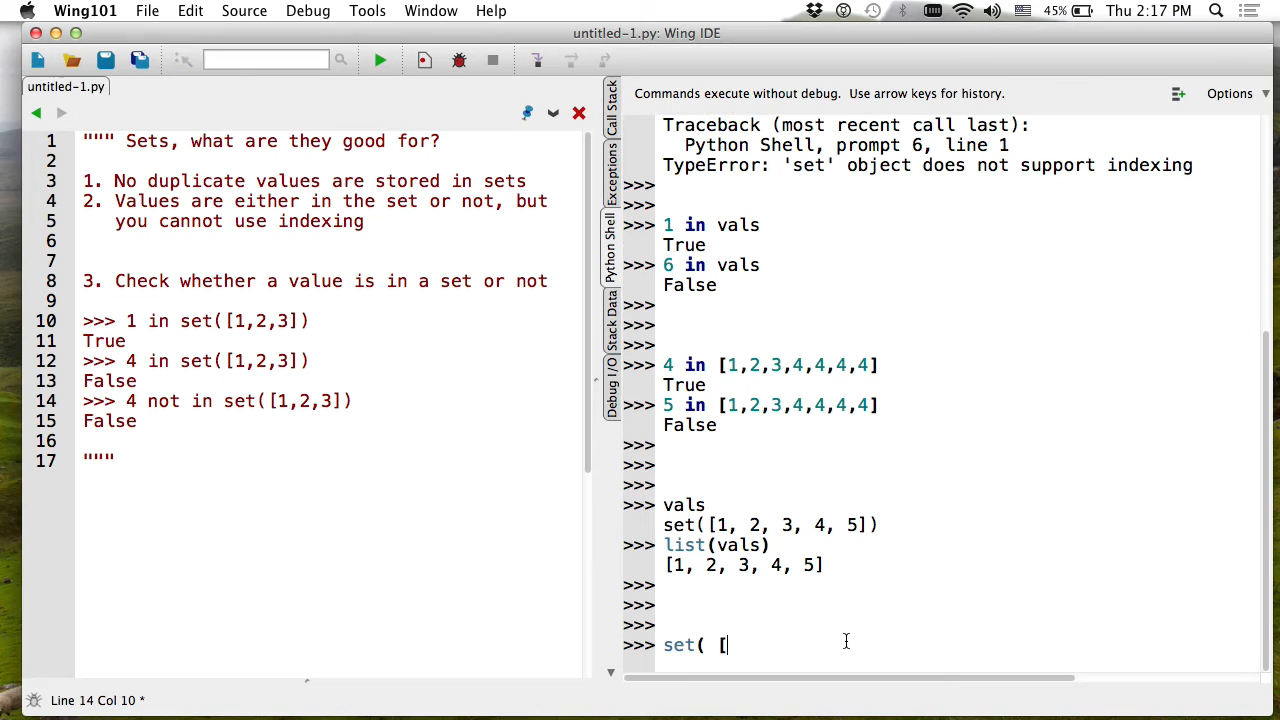 Wing101 File Edit Source Debug Tools Window Help 45% Thu 2:17 PM
untitled-1.py: Wing IDE
untitled-1.py
1 """ Sets, what are they good for?
2
3 1. No duplicate values are stored in sets
4 2. Values are either in the set or not, but
5 you cannot use indexing
6
7
8 3. Check whether a value is in a set or not
9
10 >>> 1 in set([1,2,3])
11 True
12 >>> 4 in set([1,2,3])
13 False
14 >>> 4 not in set([1,2,3])
15 False
16
17 """
Line 14 Col 10 *
Call Stack
Exceptions
Python Shell
Stack Data
Debug I/O
Commands execute without debug. Use arrow keys for history.
Options
Traceback (most recent call last):
Python Shell, prompt 6, line 1
TypeError: 'set' object does not support indexing
>>>
>>>
>>> 1 in vals
True
>>> 6 in vals
False
>>>
>>>
>>>
>>> 4 in [1,2,3,4,4,4,4]
True
>>> 5 in [1,2,3,4,4,4,4]
False
>>>
>>>
>>>
>>> vals
set([1, 2, 3, 4, 5])
>>> list(vals)
[1, 2, 3, 4, 5]
>>>
>>>
>>>
>>> set( [